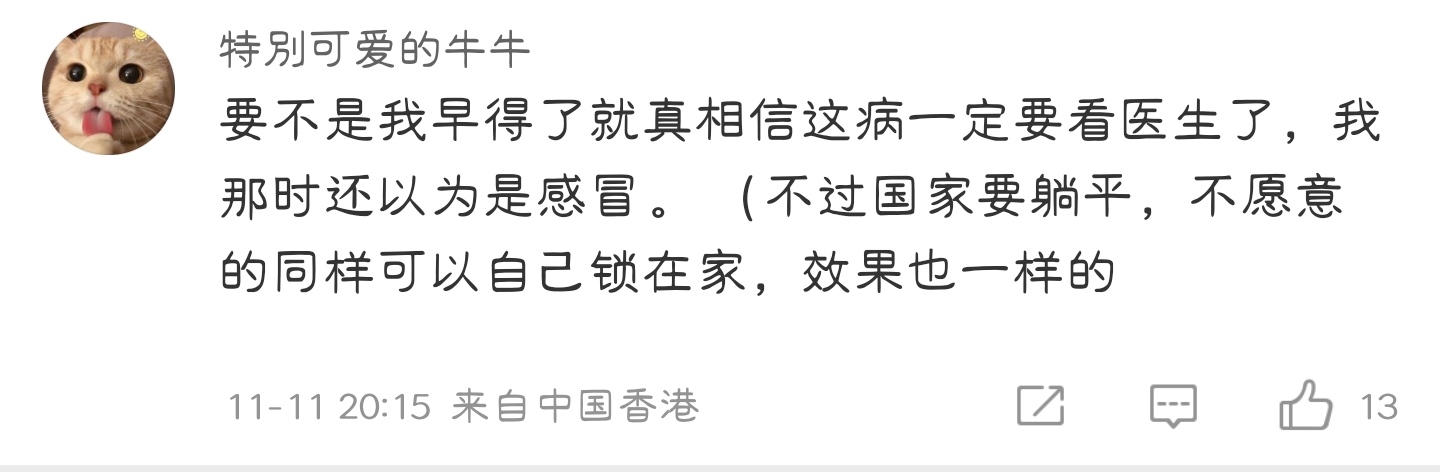 特别可爱的牛牛
要不是我早得了就真相信这病一定要看医生了，我
那时还以为是感冒。 （不过国家要躺平，不愿意
的同样可以自己锁在家，效果也一样的
11-11 20:15 来自中国香港
13